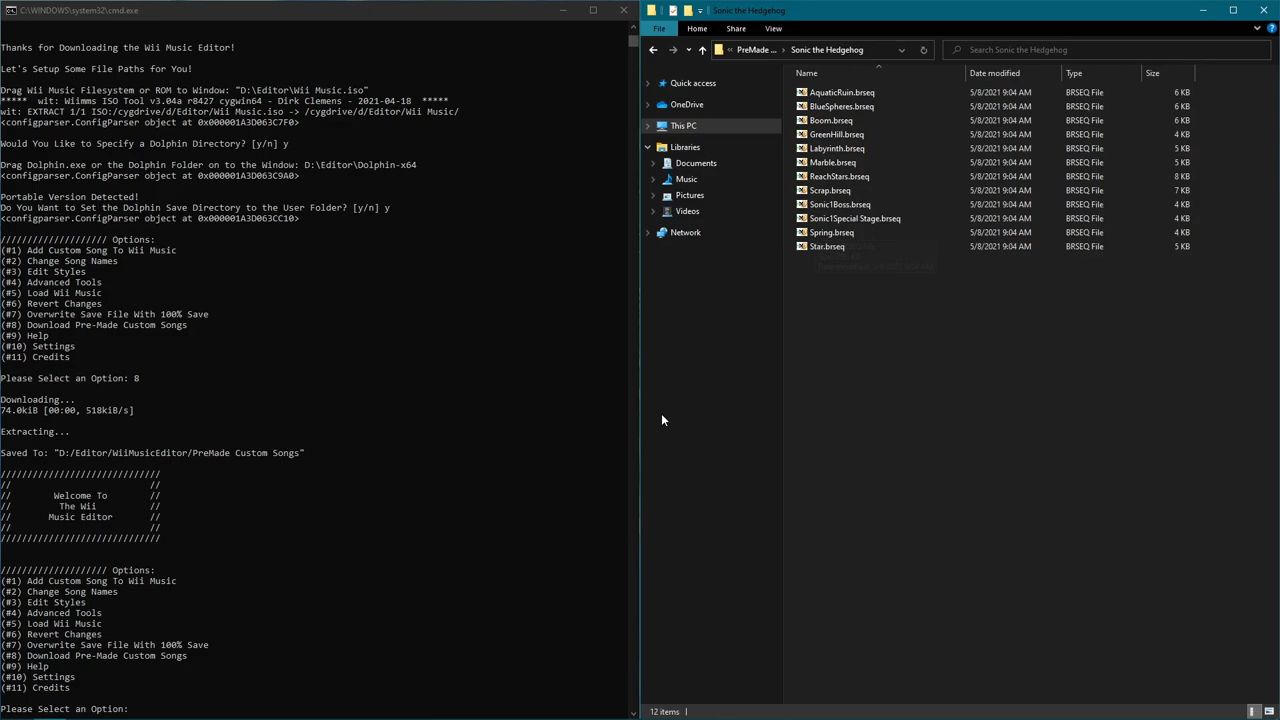 C:\WINDOWS\system32\cmd.exe
Thanks for Downloading the Wii Music Editor!
Let's Setup Some File Paths for You!
Drag Wii Music Filesystem or ROM to Window: "D:\Editor\Wii Music.iso"
***** wit: Wiimms ISO Tool v3.04a r8427 cygwin64 - Dirk Clemens - 2021-04-18 *****
wit: EXTRACT 1/1 ISO:/cygdrive/d/Editor/Wii Music.iso -> /cygdrive/d/Editor/Wii Music/
<configparser.ConfigParser object at 0x000001A3D063C7F0>
Would You Like to Specify a Dolphin Directory? [y/n] y
Drag Dolphin.exe or the Dolphin Folder on to the Window: D:\Editor\Dolphin-x64
<configparser.ConfigParser object at 0x000001A3D063C9A0>
Portable Version Detected!
Do You Want to Set the Dolphin Save Directory to the User Folder? [y/n] y
<configparser.ConfigParser object at 0x000001A3D063CC10>
//////////////////// Options:
(#1) Add Custom Song To Wii Music
(#2) Change Song Names
(#3) Edit Styles
(#4) Advanced Tools
(#5) Load Wii Music
(#6) Revert Changes
(#7) Overwrite Save File With 100% Save
(#8) Download Pre-Made Custom Songs
(#9) Help
(#10) Settings
(#11) Credits
Please Select an Option: 8
Downloading...
74.0kiB [00:00, 518kiB/s]
Extracting...
Saved To: "D:/Editor/WiiMusicEditor/PreMade Custom Songs"
//////////////////////////////
// //
// Welcome To //
// The Wii //
// Music Editor //
// //
//////////////////////////////
//////////////////// Options:
(#1) Add Custom Song To Wii Music
(#2) Change Song Names
(#3) Edit Styles
(#4) Advanced Tools
(#5) Load Wii Music
(#6) Revert Changes
(#7) Overwrite Save File With 100% Save
(#8) Download Pre-Made Custom Songs
(#9) Help
(#10) Settings
(#11) Credits
Please Select an Option:
Sonic the Hedgehog
File Home Share View
« PreMade ... > Sonic the Hedgehog Search Sonic the Hedgehog
Quick access
OneDrive
This PC
Libraries
Documents
Music
Pictures
Videos
Network
Name Date modified Type Size
AquaticRuin.brseq 5/8/2021 9:04 AM BRSEQ File 6 KB
BlueSpheres.brseq 5/8/2021 9:04 AM BRSEQ File 6 KB
Boom.brseq 5/8/2021 9:04 AM BRSEQ File 6 KB
GreenHill.brseq 5/8/2021 9:04 AM BRSEQ File 4 KB
Labyrinth.brseq 5/8/2021 9:04 AM BRSEQ File 5 KB
Marble.brseq 5/8/2021 9:04 AM BRSEQ File 5 KB
ReachStars.brseq 5/8/2021 9:04 AM BRSEQ File 8 KB
Scrap.brseq 5/8/2021 9:04 AM BRSEQ File 7 KB
Sonic1Boss.brseq 5/8/2021 9:04 AM BRSEQ File 4 KB
Sonic1Special Stage.brseq 5/8/2021 9:04 AM BRSEQ File 4 KB
Spring.brseq 5/8/2021 9:04 AM BRSEQ File 4 KB
Star.brseq 5/8/2021 9:04 AM BRSEQ File 5 KB
12 items